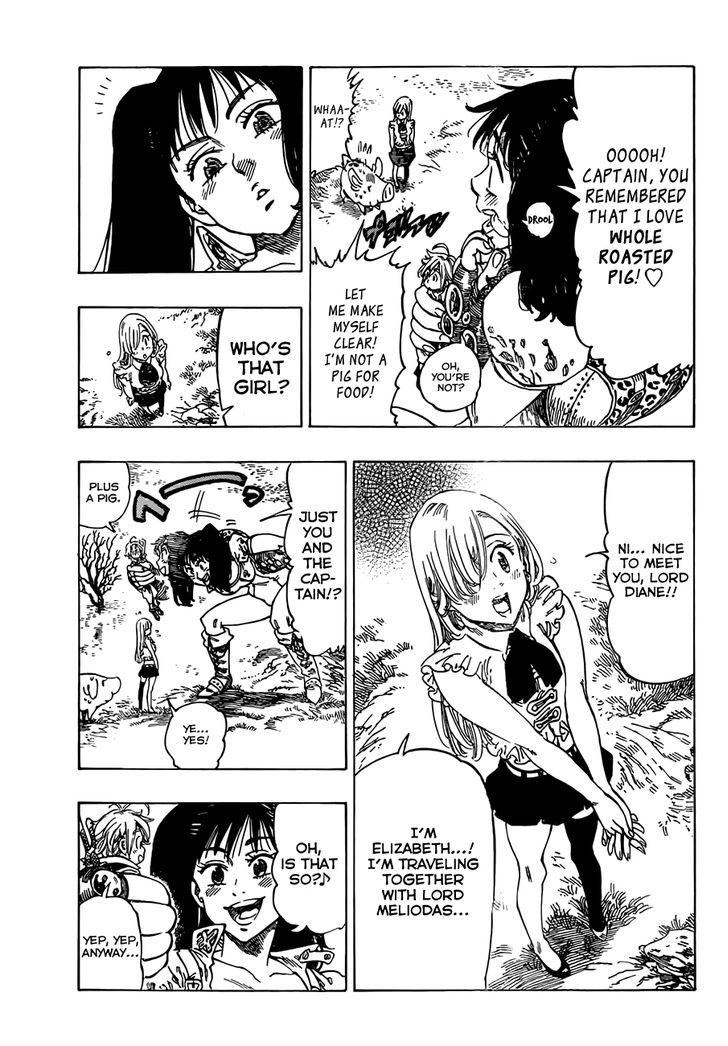 OOOOH!
CAPTAIN, YOU
REMEMBERED
THAT I LOVE
WHOLE
ROASTED
PIG!♡
WHAA-
AT!?
DROOL
LET
ME MAKE
MYSELF
CLEAR!
I'M NOT A
PIG FOR
FOOD!
OH,
YOU'RE
NOT?
WHO'S
THAT
GIRL?
NI... NICE
TO MEET
YOU, LORD
DIANE!!
I'M
ELIZABETH...!
I'M TRAVELING
TOGETHER
WITH LORD
MELIODAS...
JUST
YOU AND
THE
CAP-
TAIN!?
PLUS
A PIG.
YE...
YES!
OH,
IS THAT
SO?♪
YEP, YEP,
ANYWAY...